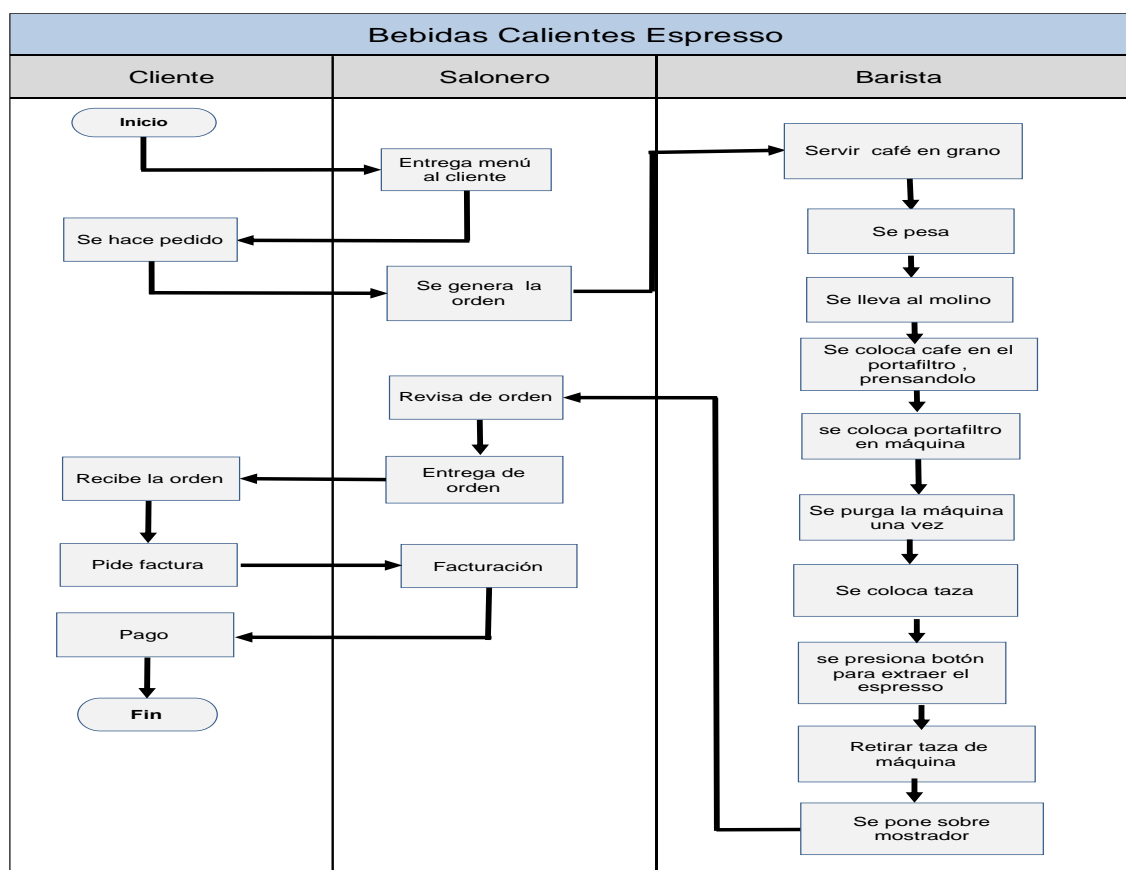 Bebidas Calientes Espresso
Cliente
Salonero
Barista
Inicio
Entrega menú
al cliente
Se hace pedido
Se genera la
orden
Servir café en grano
Se pesa
Se lleva al molino
Se coloca cafe en el
portafiltro ,
prensandolo
se coloca portafiltro
en máquina
Se purga la máquina
una vez
Se coloca taza
se presiona botón
para extraer el
espresso
Retirar taza de
máquina
Se pone sobre
mostrador
Revisa de orden
Entrega de
orden
Recibe la orden
Pide factura
Facturación
Pago
Fin